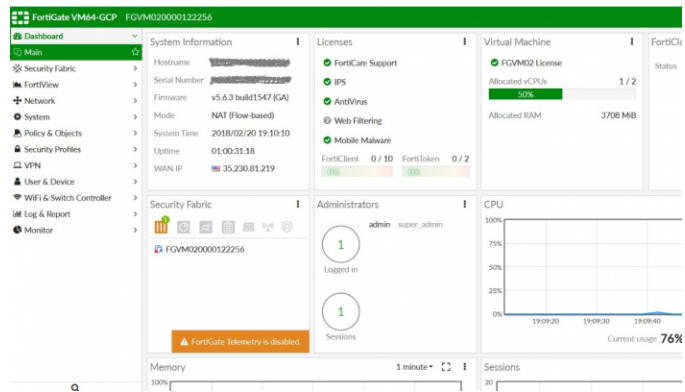 FortiGate VM64-GCP FGVM020000122256
Dashboard
Main
Security Fabric
FortiView
Network
System
Policy & Objects
Security Profiles
VPN
User & Device
WiFi & Switch Controller
Log & Report
Monitor
System Information
Hostname
Serial Number
Firmware v5.6.3 build1547 (GA)
Mode NAT (Flow-based)
System Time 2018/02/20 19:10:10
Uptime 01:00:31:18
WAN IP 35.230.81.219
Licenses
FortiCare Support
IPS
AntiVirus
Web Filtering
Mobile Malware
FortiClient 0 / 10 FortiToken 0 / 2
0% 0%
Virtual Machine
FGVM02 License
Allocated vCPUs 1 / 2
50%
Allocated RAM 3708 MiB
FortiClo
Status
Security Fabric
1
FGVM020000122256
FortiGate Telemetry is disabled.
Administrators
1 admin super_admin
Logged in
1
Sessions
CPU
100%
75%
50%
25%
0%
19:09:20 19:09:30 19:09:40
Current usage 76%
Memory 1 minute
100%
Sessions
20